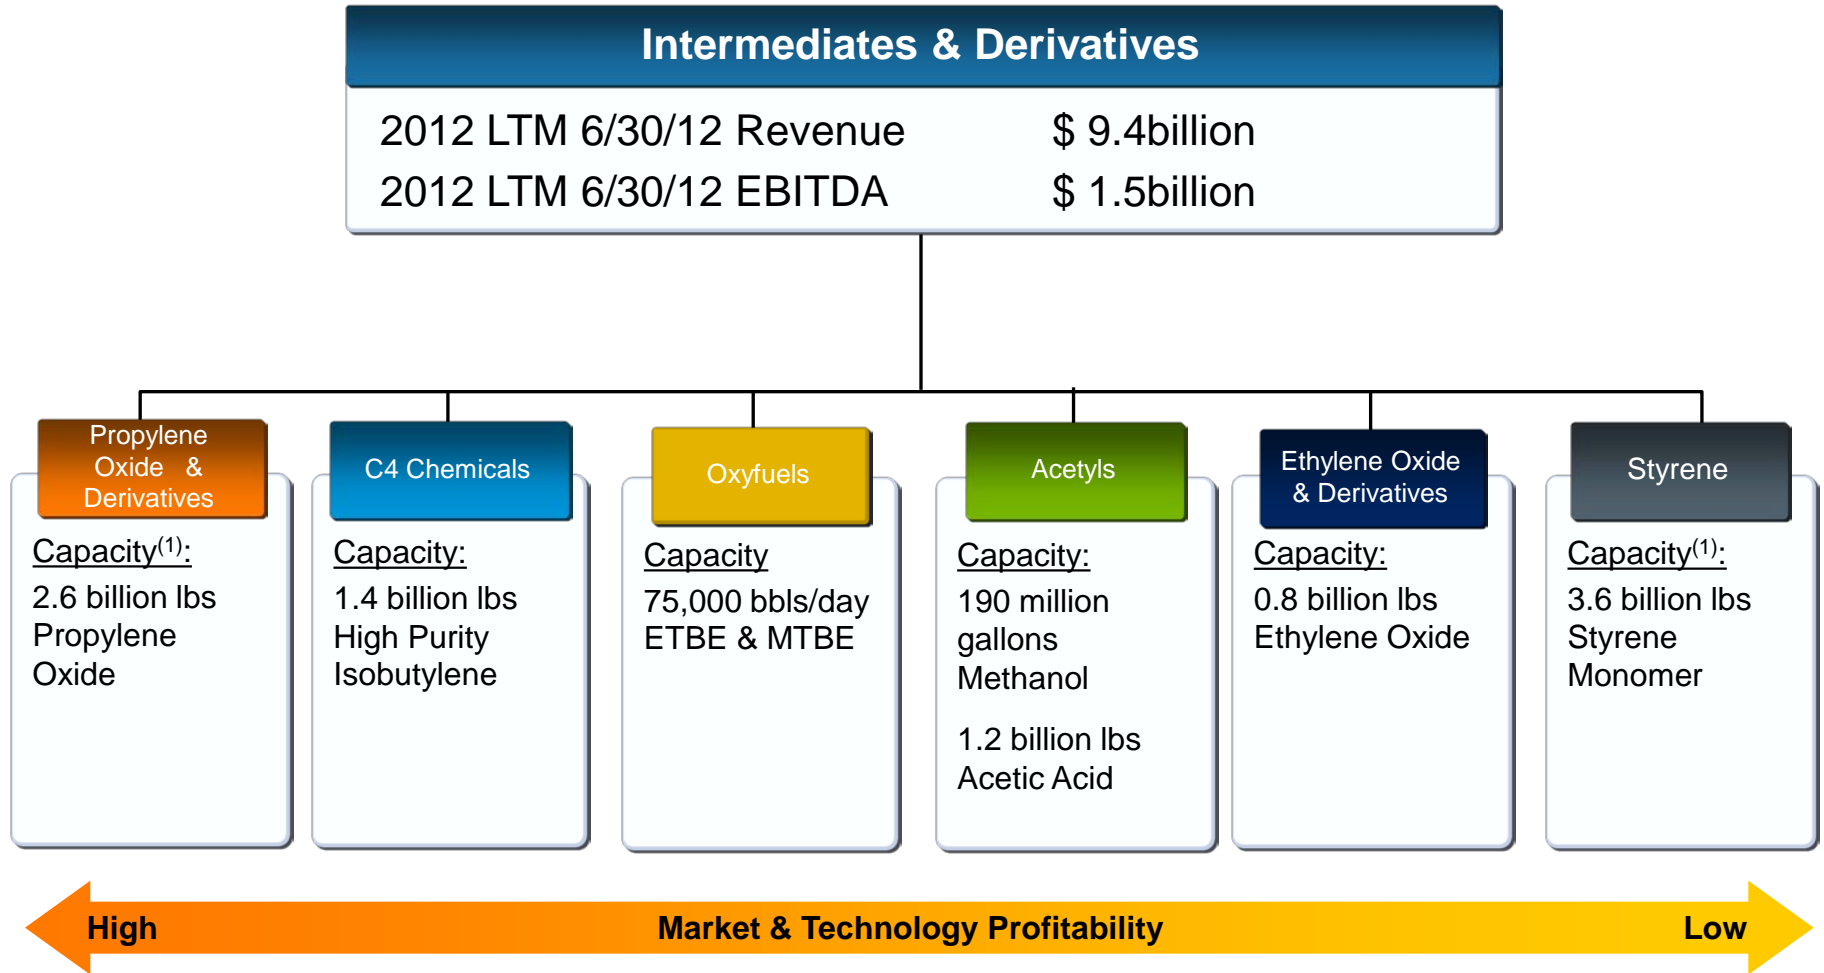 Intermediates & Derivatives
2012 LTM 6/30/12 Revenue $ 9.4billion
2012 LTM 6/30/12 EBITDA $ 1.5billion
Propylene
Oxide &
Derivatives
Capacity(1):
2.6 billion lbs
Propylene
Oxide
C4 Chemicals
Capacity:
1.4 billion lbs
High Purity
Isobutylene
Oxyfuels
Capacity
75,000 bbls/day
ETBE & MTBE
Acetyls
Capacity:
190 million
gallons
Methanol
1.2 billion lbs
Acetic Acid
Ethylene Oxide
& Derivatives
Capacity:
0.8 billion lbs
Ethylene Oxide
Styrene
Capacity(1):
3.6 billion lbs
Styrene
Monomer
High Market & Technology Profitability Low